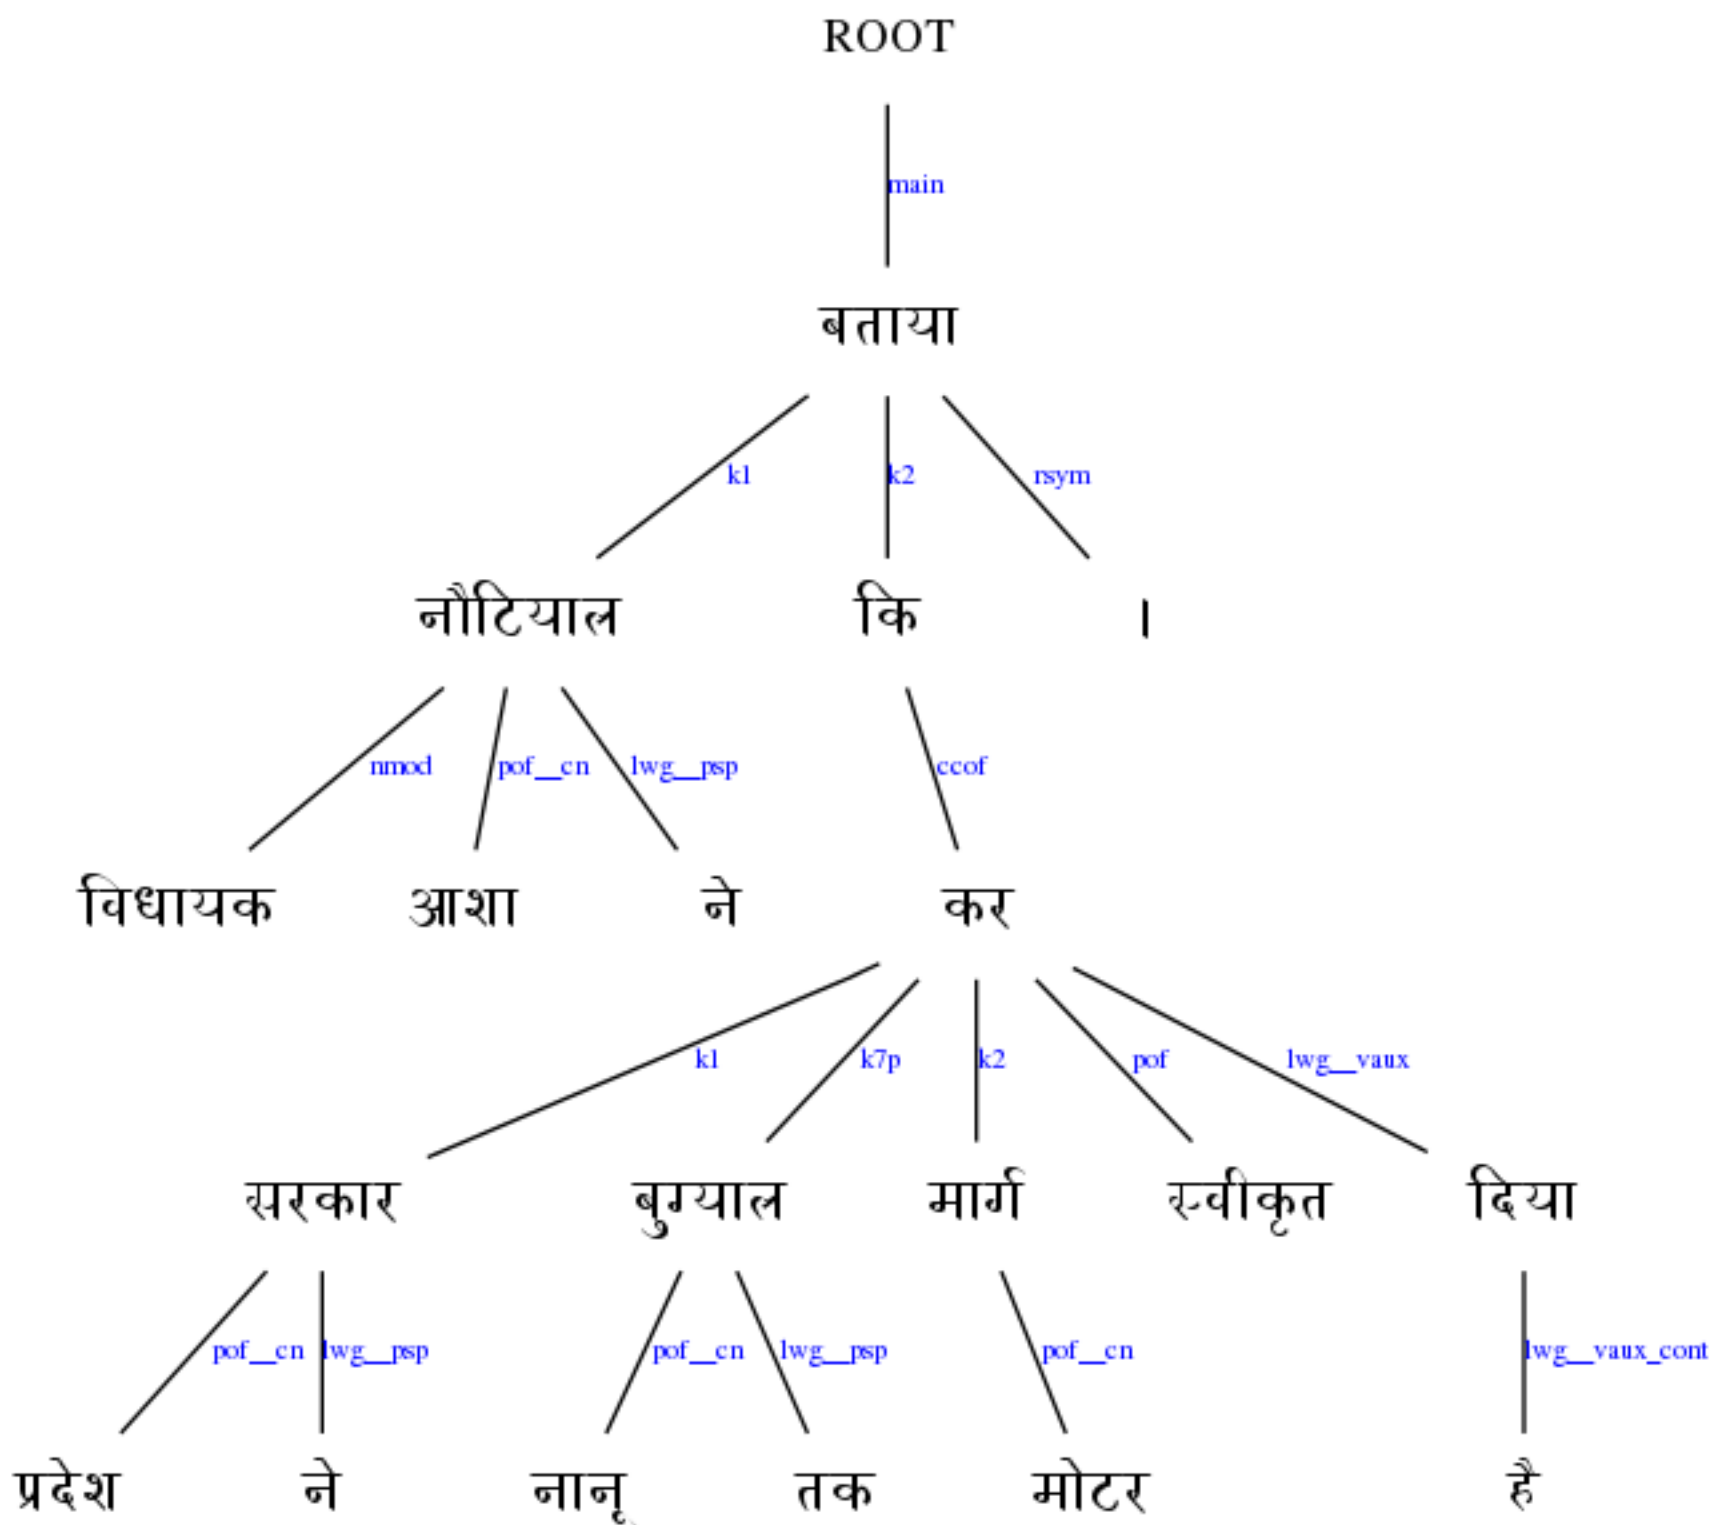 ROOT
main
बताया
k1 k2 rsym
नौटियाल कि ।
nmod pof__cn lwg__psp ccof
विधायक आशा ने कर
k1 k7p k2 pof lwg__vaux
सरकार बुग्याल मार्ग स्वीकृत दिया
pof__cn lwg__psp pof__cn lwg__psp pof__cn lwg__vaux_cont
प्रदेश ने नानू तक मोटर है